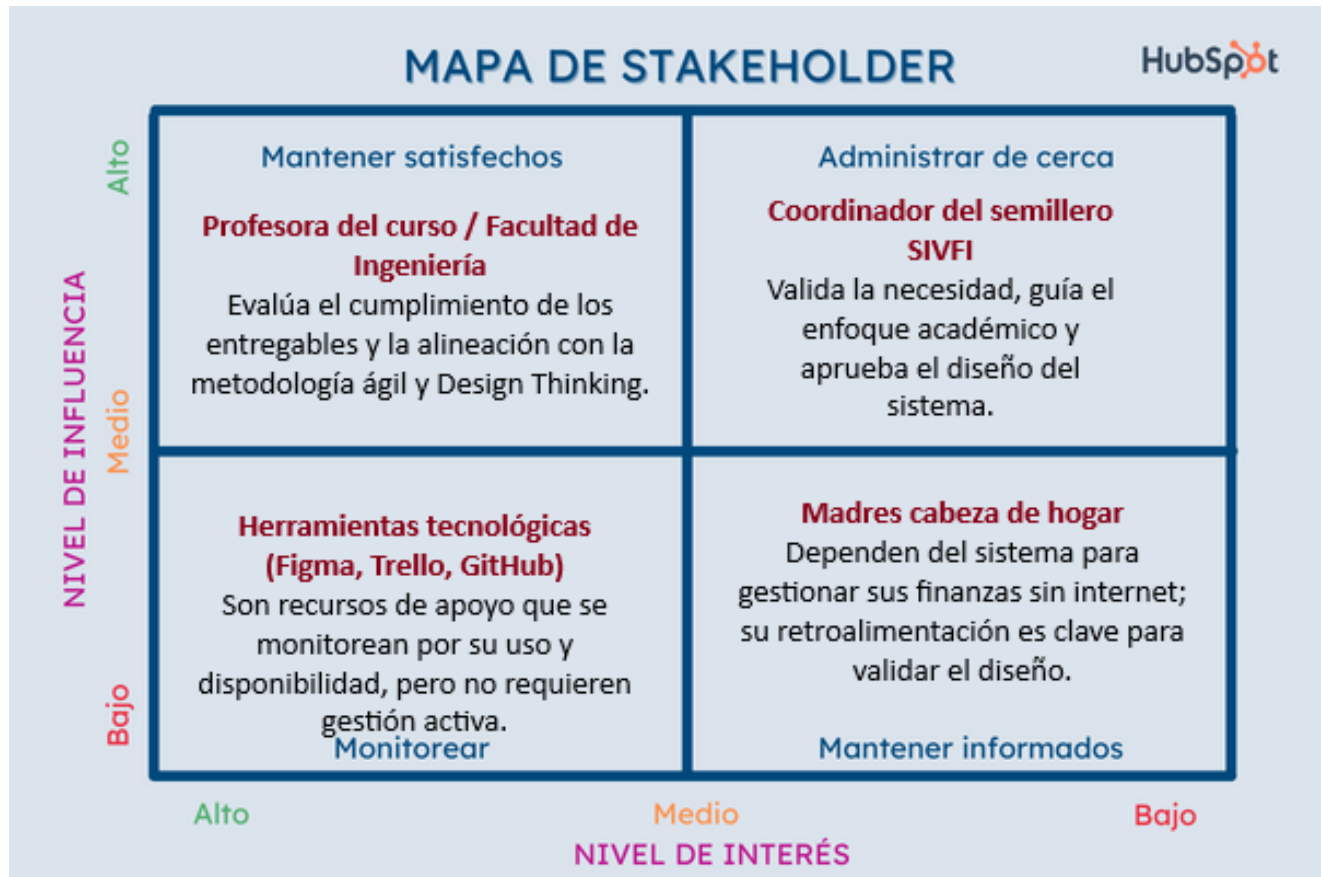 MAPA DE STAKEHOLDER
HubSpot
NIVEL DE INFLUENCIA
Alto
Medio
Bajo
Mantener satisfechos
Profesora del curso / Facultad de
Ingeniería
Evalúa el cumplimiento de los
entregables y la alineación con la
metodología ágil y Design Thinking.
Administrar de cerca
Coordinador del semillero
SIVFI
Valida la necesidad, guía el
enfoque académico y
aprueba el diseño del
sistema.
Herramientas tecnológicas
(Figma, Trello, GitHub)
Son recursos de apoyo que se
monitorean por su uso y
disponibilidad, pero no requieren
gestión activa.
Monitorear
Madres cabeza de hogar
Dependen del sistema para
gestionar sus finanzas sin internet;
su retroalimentación es clave para
validar el diseño.
Mantener informados
Alto
Medio
Bajo
NIVEL DE INTERÉS